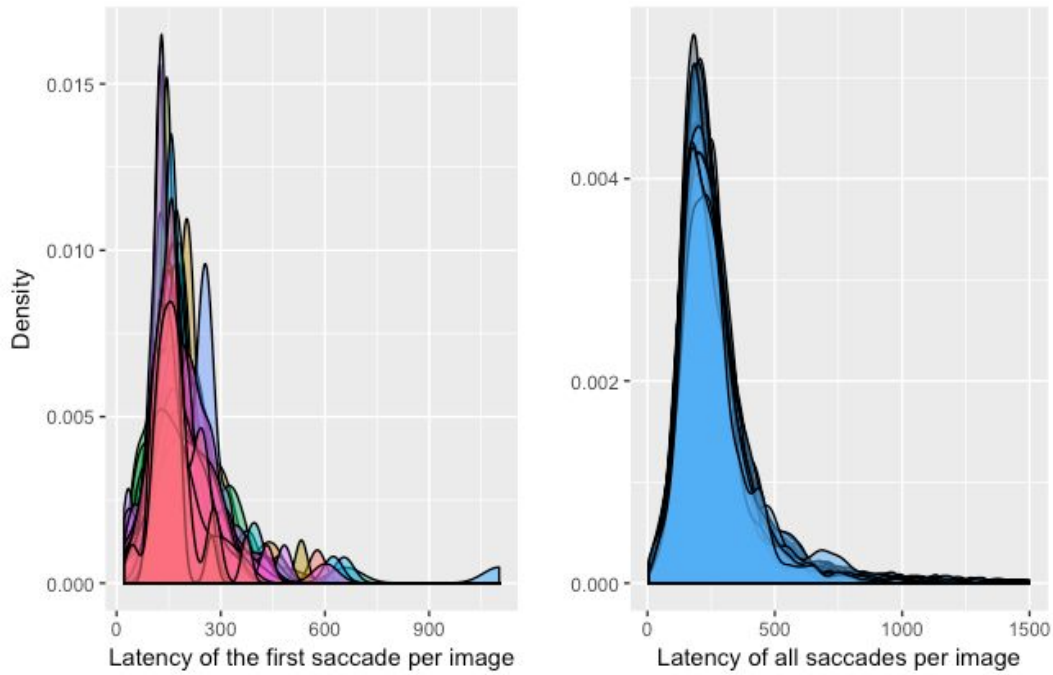 Density
0.015
0.010
0.005
0.000
0 300 600 900
Latency of the first saccade per image
0.004
0.002
0.000
0 500 1000 1500
Latency of all saccades per image